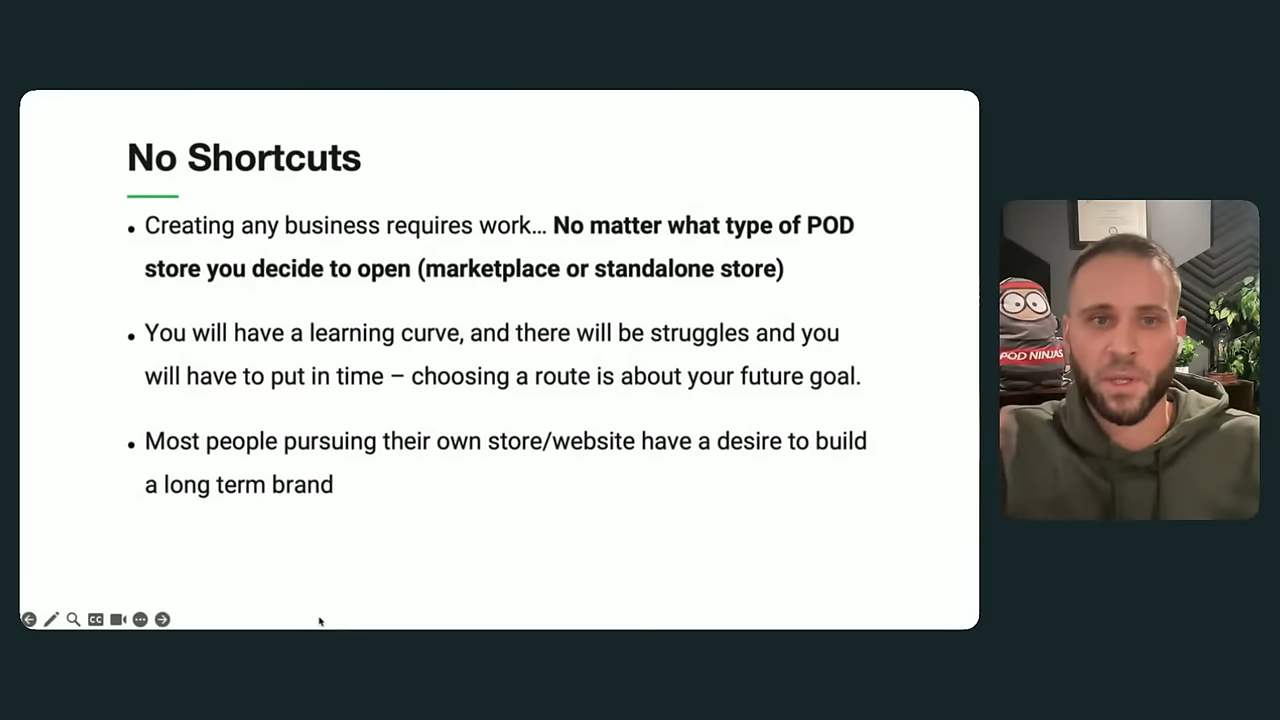 No Shortcuts
• Creating any business requires work… No matter what type of POD
store you decide to open (marketplace or standalone store)
• You will have a learning curve, and there will be struggles and you
will have to put in time – choosing a route is about your future goal.
• Most people pursuing their own store/website have a desire to build
a long term brand
CC
POD NINJAS